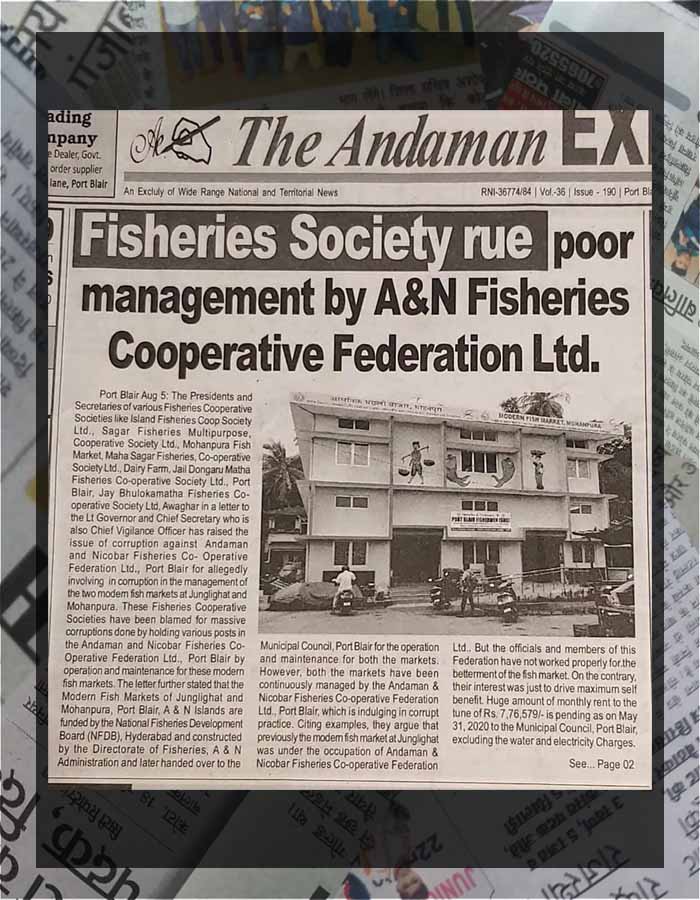 ading
mpany
e Dealer, Govt.
order supplier
lane, Port Blair
The Andaman EX
An Excluly of Wide Range National and Territorial News
RNI-36774/84 | Vol.-36 | Issue - 190 | Port Bl
Fisheries Society rue poor
management by A&N Fisheries
Cooperative Federation Ltd.
Port Blair Aug 5: The Presidents and
Secretaries of various Fisheries Cooperative
Societies like Island Fisheries Coop Society
Ltd., Sagar Fisheries Multipurpose,
Cooperative Society Ltd., Mohanpura Fish
Market, Maha Sagar Fisheries, Co-operative
Society Ltd., Dairy Farm, Jail Dongaru Matha
Fisheries Co-operative Society Ltd., Port
Blair, Jay Bhulokamatha Fisheries Co-
operative Society Ltd, Awaghar in a letter to
the Lt Governor and Chief Secretary who is
also Chief Vigilance Officer has raised the
issue of corruption against Andaman
and Nicobar Fisheries Co- Operative
Federation Ltd., Port Blair for allegedly
involving in corruption in the management of
the two modern fish markets at Junglighat and
Mohanpura. These Fisheries Cooperative
Societies have been blamed for massive
corruptions done by holding various posts in
the Andaman and Nicobar Fisheries Co-
Operative Federation Ltd., Port Blair by
operation and maintenance for these modern
fish markets. The letter further stated that the
Modern Fish Markets of Junglighat and
Mohanpura, Port Blair, A & N Islands are
funded by the National Fisheries Development
Board (NFDB), Hyderabad and constructed
by the Directorate of Fisheries, A & N
Administration and later handed over to the
MODERN FISH MARKET, MOHANPURA
PORT BLAIR FISHERMEN
Municipal Council, Port Blair for the operation
and maintenance for both the markets.
However, both the markets have been
continuously managed by the Andaman &
Nicobar Fisheries Co-operative Federation
Ltd., Port Blair, which is indulging in corrupt
practice. Citing examples, they argue that
previously the modern fish market at Junglighat
was under the occupation of Andaman &
Nicobar Fisheries Co-operative Federation
Ltd.. But the officials and members of this
Federation have not worked properly for.the
betterment of the fish market. On the contrary,
their interest was just to drive maximum self
benefit. Huge amount of monthly rent to the
tune of Rs. 7,76,579/- is pending as on May
31, 2020 to the Municipal Council, Port Blair,
excluding the water and electricity Charges.
See... Page 02